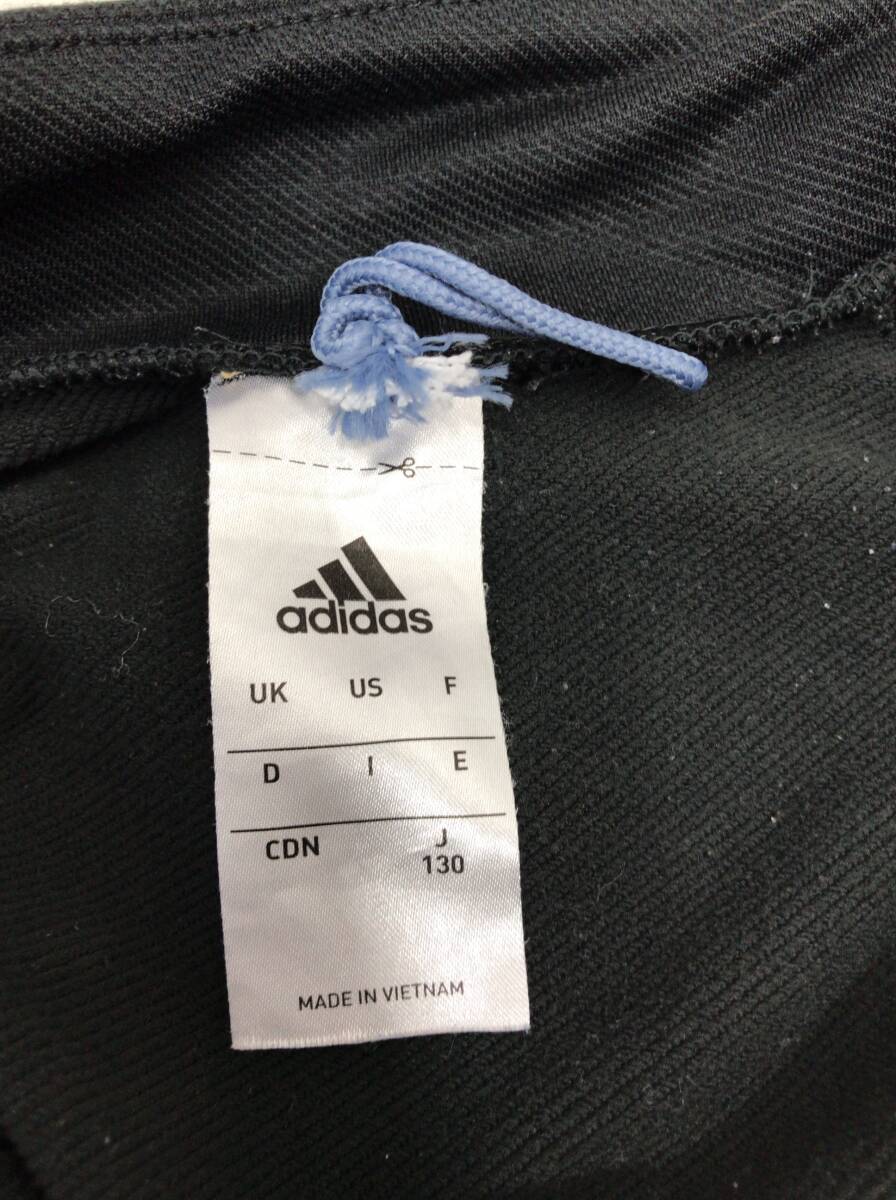 adidas
UK US F
D I E
CDN J
130
MADE IN VIETNAM